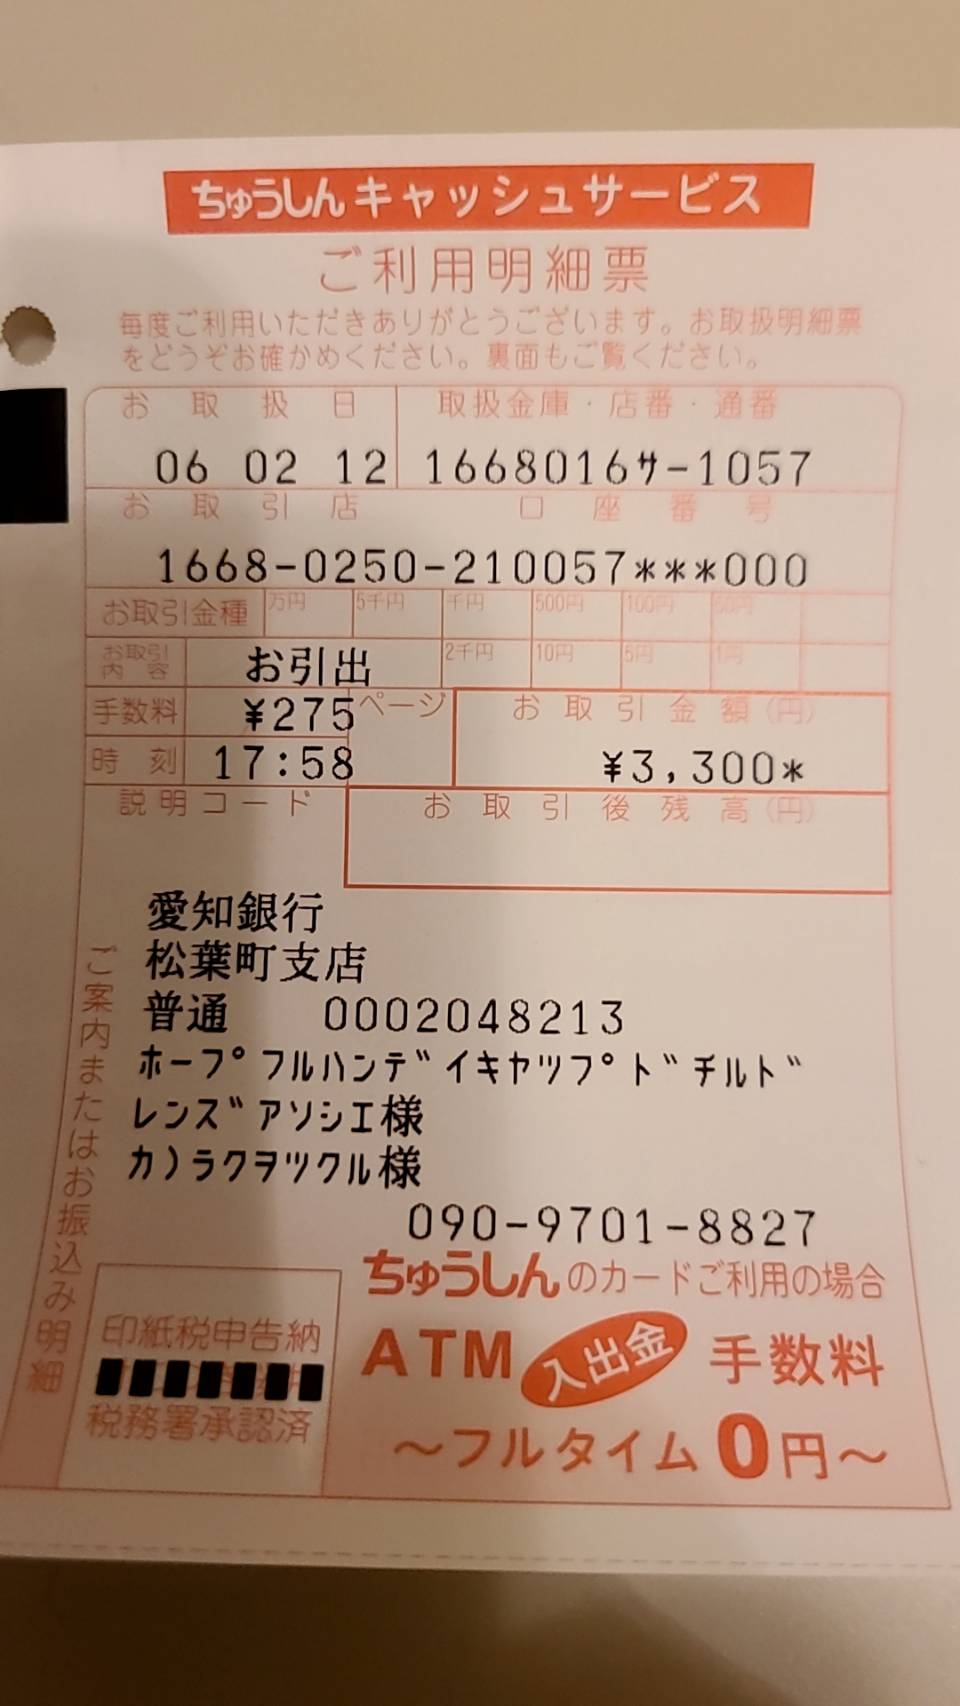 ちゅうしんキャッシュサービス
ご利用明細票
毎度ご利用いただきありがとうございます。お取扱明細票
をどうぞお確かめください。裏面もご覧ください。
お取扱日 取扱金庫・店番・通番
06 02 12 1668016サ-1057
お取引店 口座番号
1668-0250-210057***000
お取引金種 万円 5千円 千円 500円 100円 50円
お取引内容 お引出 2千円 10円 5円 1円
手数料 ¥275 ページ お取引金額(円)
時刻 17:58 ¥3,300*
説明コード お取引後残高(円)
ご案内またはお振込み明細
愛知銀行
松葉町支店
普通 0002048213
ホープフルハンデイキヤツプドチルド
レンズアソシエ様
カ)ラクヲツクル様
090-9701-8827
ちゅうしんのカードご利用の場合
ATM 入出金 手数料
～フルタイム0円～
印紙税申告納
税務署承認済